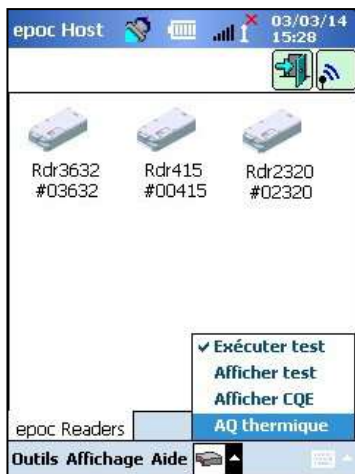 epoc Host
03/03/14
15:28
Rdr3632 Rdr415 Rdr2320
#03632 #00415 #02320
✓ Exécuter test
Afficher test
Afficher CQE
AQ thermique
epoc Readers
Outils Affichage Aide